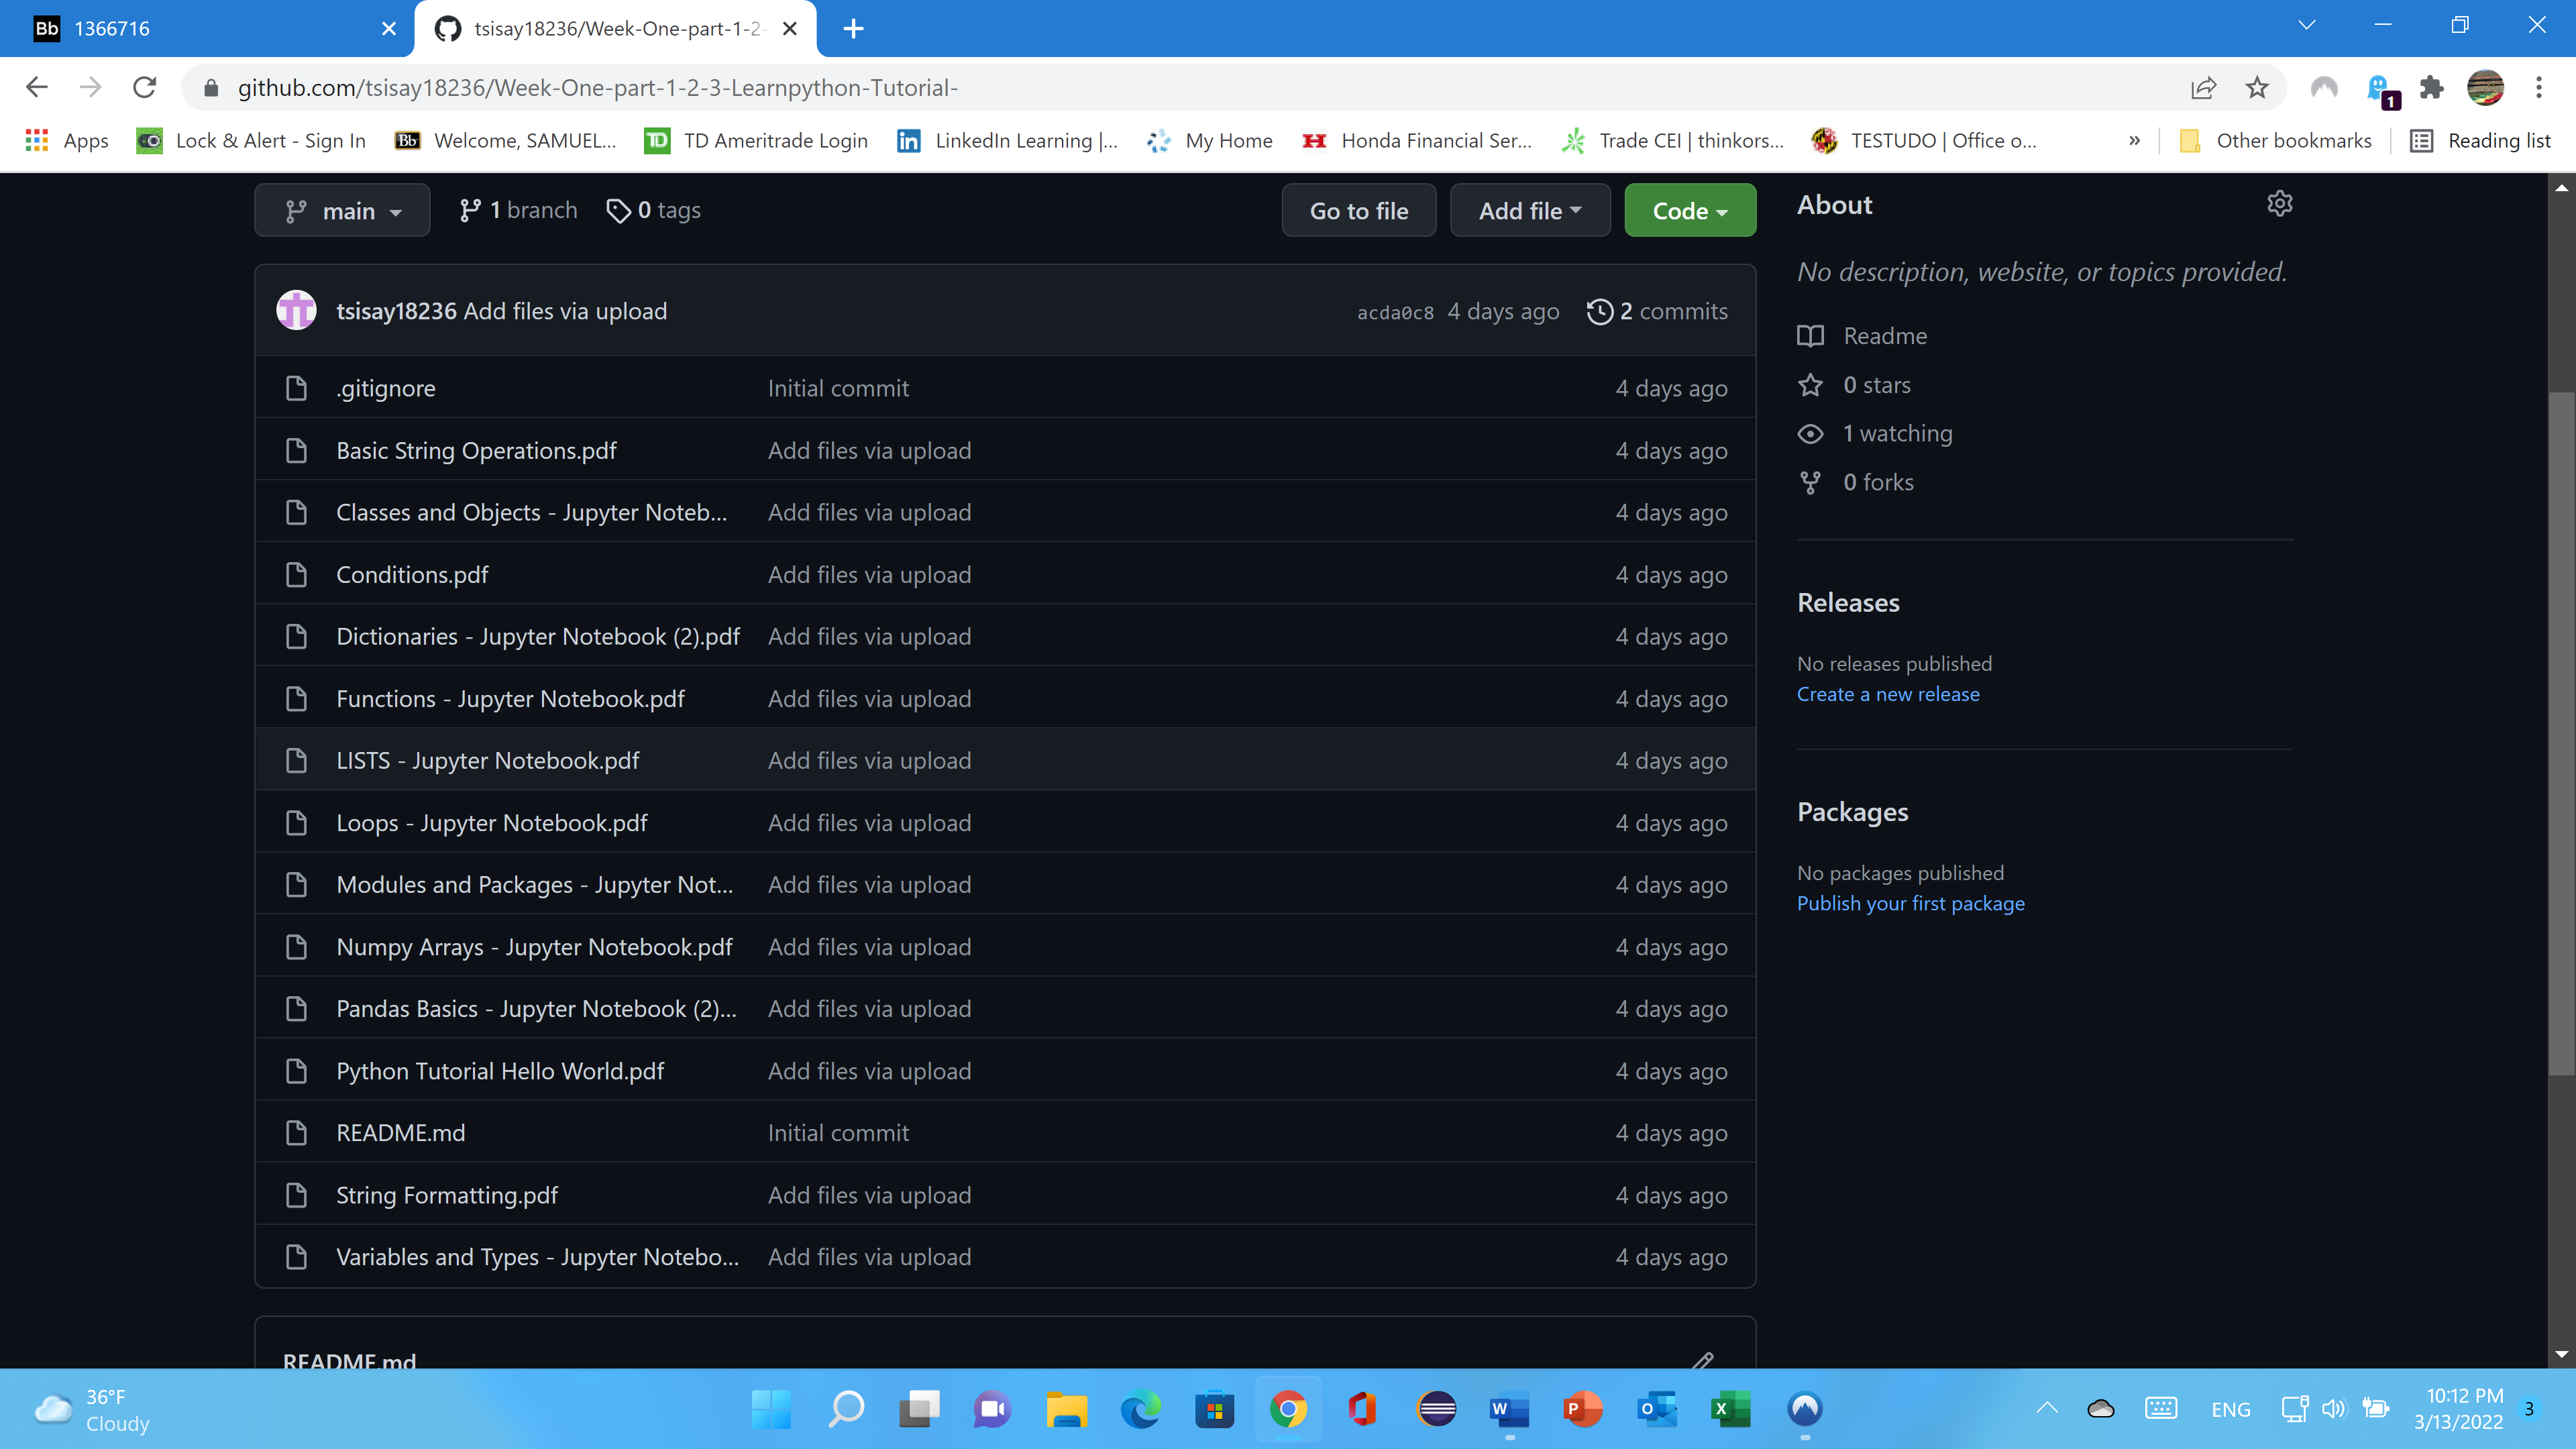 Bb 1366716
tsisay18236/Week-One-part-1-2-
github.com/tsisay18236/Week-One-part-1-2-3-Learnpython-Tutorial-
1
Apps Lock & Alert - Sign In Bb Welcome, SAMUEL... TD TD Ameritrade Login in LinkedIn Learning |... My Home Honda Financial Ser... Trade CEI | thinkors... TESTUDO | Office o... » Other bookmarks Reading list
main 1 branch 0 tags Go to file Add file Code
tsisay18236 Add files via upload acda0c8 4 days ago 2 commits
.gitignore Initial commit 4 days ago
Basic String Operations.pdf Add files via upload 4 days ago
Classes and Objects - Jupyter Noteb... Add files via upload 4 days ago
Conditions.pdf Add files via upload 4 days ago
Dictionaries - Jupyter Notebook (2).pdf Add files via upload 4 days ago
Functions - Jupyter Notebook.pdf Add files via upload 4 days ago
LISTS - Jupyter Notebook.pdf Add files via upload 4 days ago
Loops - Jupyter Notebook.pdf Add files via upload 4 days ago
Modules and Packages - Jupyter Not... Add files via upload 4 days ago
Numpy Arrays - Jupyter Notebook.pdf Add files via upload 4 days ago
Pandas Basics - Jupyter Notebook (2)... Add files via upload 4 days ago
Python Tutorial Hello World.pdf Add files via upload 4 days ago
README.md Initial commit 4 days ago
String Formatting.pdf Add files via upload 4 days ago
Variables and Types - Jupyter Notebo... Add files via upload 4 days ago
README.md
About
No description, website, or topics provided.
Readme
0 stars
1 watching
0 forks
Releases
No releases published
Create a new release
Packages
No packages published
Publish your first package
36°F
Cloudy
W P O X
ENG
10:12 PM
3/13/2022
3